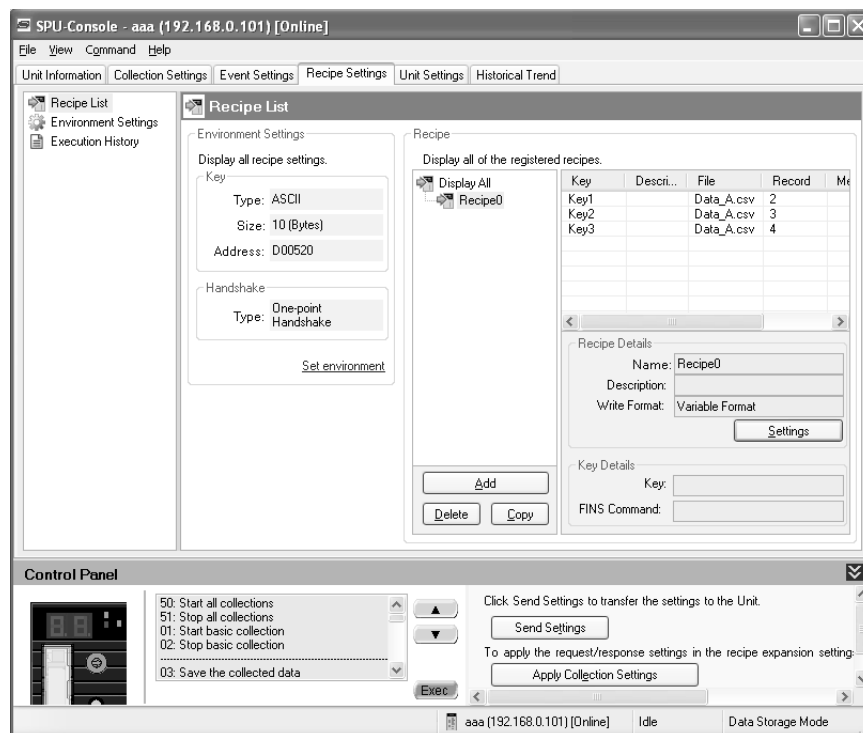 SPU-Console - aaa (192.168.0.101) [Online]
File View Command Help
Unit Information Collection Settings Event Settings Recipe Settings Unit Settings Historical Trend
Recipe List
Environment Settings
Execution History
Recipe List
Environment Settings
Display all recipe settings.
Key
Type: ASCII
Size: 10 (Bytes)
Address: D00520
Handshake
Type: One-point
Handshake
Set environment
Recipe
Display all of the registered recipes.
Display All
Recipe0
Add
Delete Copy
Key Descri... File Record Me
Key1 Data_A.csv 2
Key2 Data_A.csv 3
Key3 Data_A.csv 4
Recipe Details
Name: Recipe0
Description:
Write Format: Variable Format
Settings
Key Details
Key:
FINS Command:
Control Panel
8.8.
50: Start all collections
51: Stop all collections
01: Start basic collection
02: Stop basic collection
03: Save the collected data
Exec
Click Send Settings to transfer the settings to the Unit.
Send Settings
To apply the request/response settings in the recipe expansion setting
Apply Collection Settings
aaa (192.168.0.101) [Online] Idle Data Storage Mode